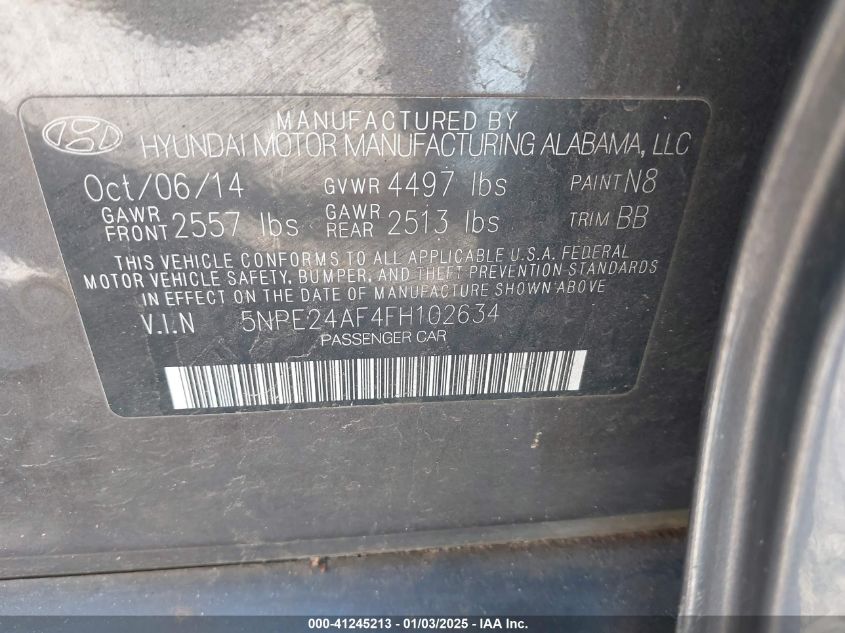 MANUFACTURED BY
HYUNDAI MOTOR MANUFACTURING ALABAMA, LLC
Oct/06/14 GVWR 4497 lbs PAINT N8
GAWR FRONT 2557 lbs GAWR REAR 2513 lbs TRIM BB
THIS VEHICLE CONFORMS TO ALL APPLICABLE U.S.A. FEDERAL
MOTOR VEHICLE SAFETY, BUMPER, AND THEFT PREVENTION STANDARDS
IN EFFECT ON THE DATE OF MANUFACTURE SHOWN ABOVE
V.I.N 5NPE24AF4FH102634
PASSENGER CAR
000-41245213 - 01/03/2025 - IAA Inc.